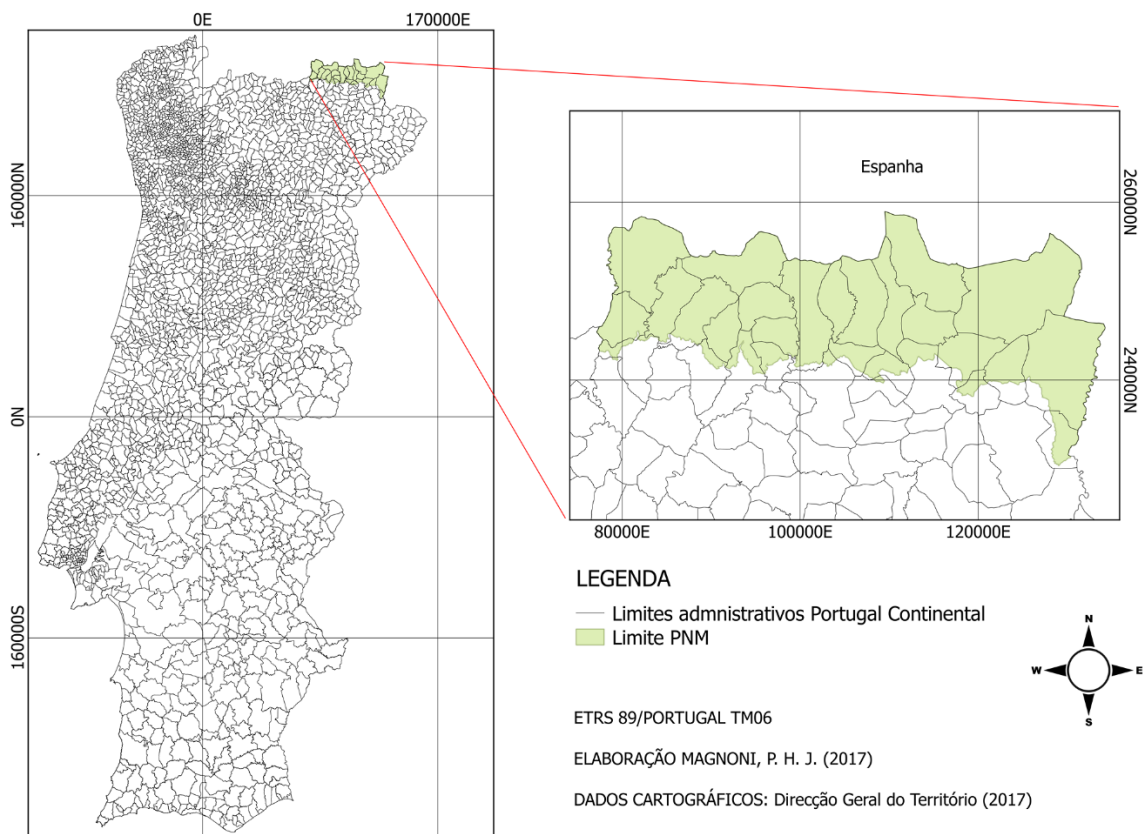 0E
170000E
160000N
0N
160000S
Espanha
260000N
240000N
80000E
100000E
120000E
LEGENDA
Limites admnistrativos Portugal Continental
Limite PNM
N
W
E
S
ETRS 89/PORTUGAL TM06
ELABORAÇÃO MAGNONI, P. H. J. (2017)
DADOS CARTOGRÁFICOS: Direcção Geral do Território (2017)